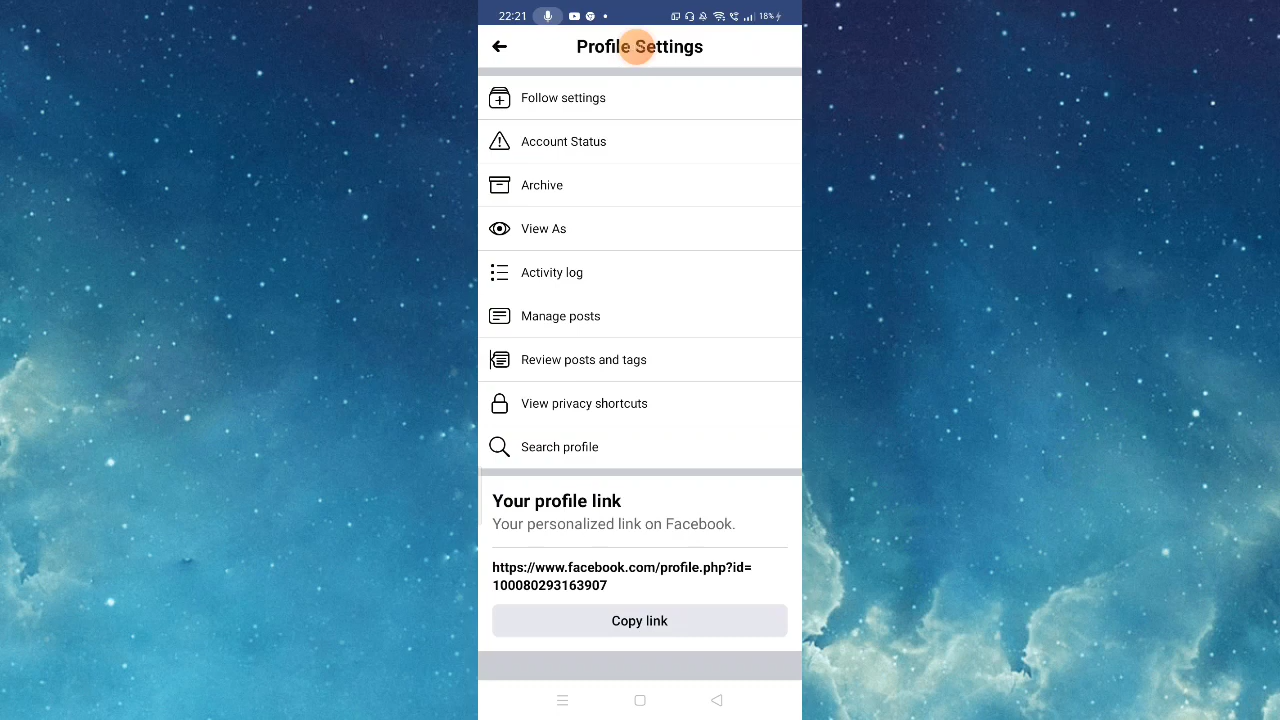 22:21 18%
Profile Settings
Follow settings
Account Status
Archive
View As
Activity log
Manage posts
Review posts and tags
View privacy shortcuts
Search profile
Your profile link
Your personalized link on Facebook.
https://www.facebook.com/profile.php?id=
100080293163907
Copy link